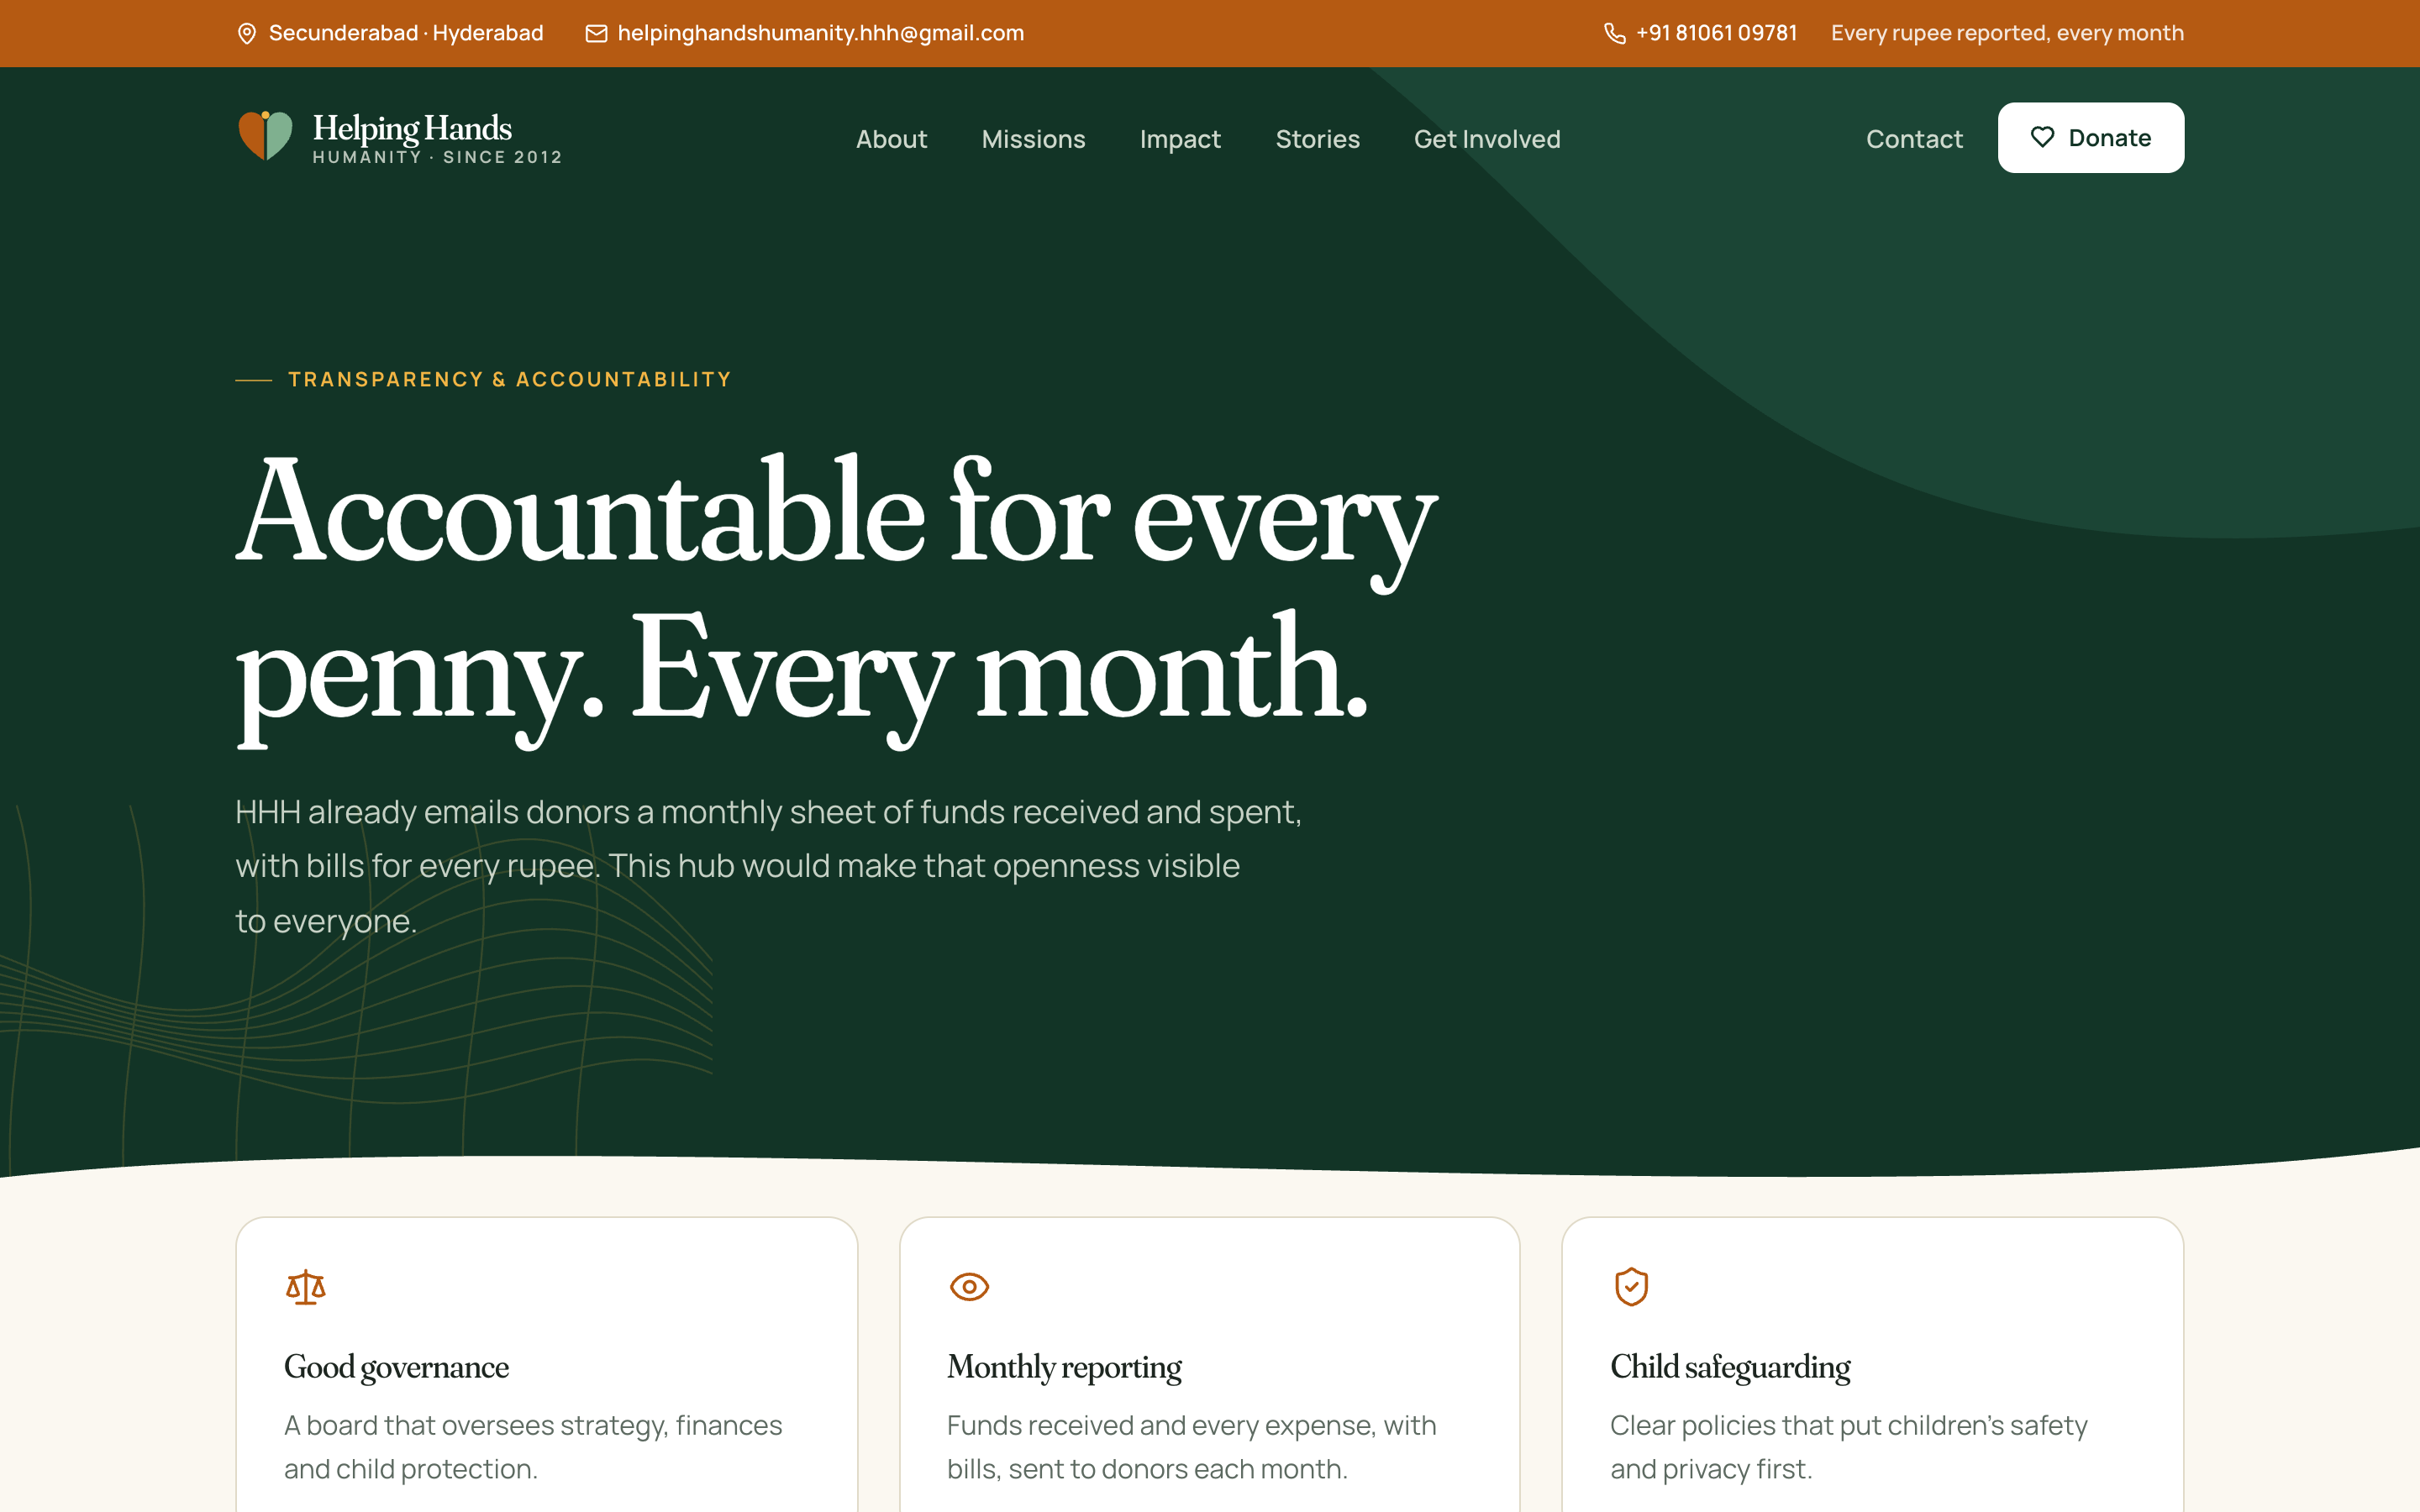 Secunderabad · Hyderabad
helpinghandshumanity.hhh@gmail.com
+91 81061 09781
Every rupee reported, every month
Helping Hands
HUMANITY · SINCE 2012
About
Missions
Impact
Stories
Get Involved
Contact
Donate
TRANSPARENCY & ACCOUNTABILITY
Accountable for every
penny. Every month.
HHH already emails donors a monthly sheet of funds received and spent,
with bills for every rupee. This hub would make that openness visible
to everyone.
Good governance
A board that oversees strategy, finances
and child protection.
Monthly reporting
Funds received and every expense, with
bills, sent to donors each month.
Child safeguarding
Clear policies that put children's safety
and privacy first.